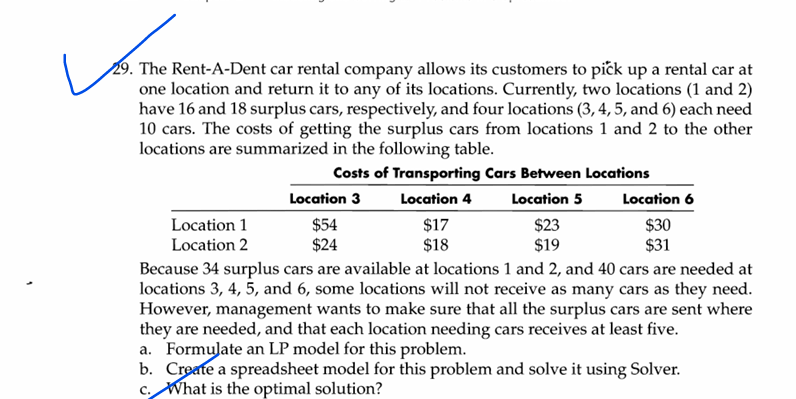 29. The Rent-A-Dent car rental company allows its customers to pick up a rental car at
one location and return it to any of its locations. Currently, two locations (1 and 2)
have 16 and 18 surplus cars, respectively, and four locations (3, 4, 5, and 6) each need
10 cars. The costs of getting the surplus cars from locations 1 and 2 to the other
locations are summarized in the following table.
Costs of Transporting Cars Between Locations
Location 3 Location 4 Location 5 Location 6
Location 1 $54 $17 $23 $30
Location 2 $24 $18 $19 $31
Because 34 surplus cars are available at locations 1 and 2, and 40 cars are needed at
locations 3, 4, 5, and 6, some locations will not receive as many cars as they need.
However, management wants to make sure that all the surplus cars are sent where
they are needed, and that each location needing cars receives at least five.
a. Formulate an LP model for this problem.
b. Create a spreadsheet model for this problem and solve it using Solver.
c. What is the optimal solution?